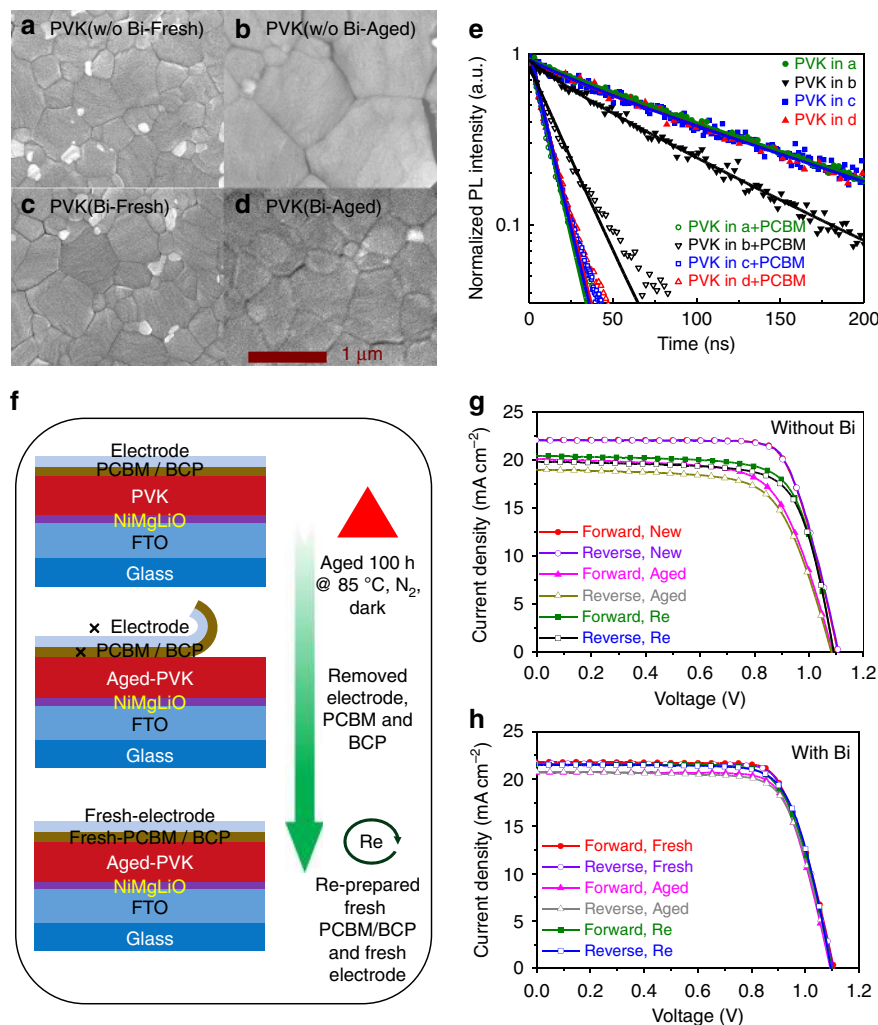 a PVK(w/o Bi-Fresh)
b PVK(w/o Bi-Aged)
c PVK(Bi-Fresh)
d PVK(Bi-Aged)
1 μm
e
Normalized PL intensity (a.u.)
1
0.1
PVK in a
PVK in b
PVK in c
PVK in d
PVK in a+PCBM
PVK in b+PCBM
PVK in c+PCBM
PVK in d+PCBM
0 50 100 150 200
Time (ns)
f
Electrode
PCBM / BCP
PVK
NiMgLiO
FTO
Glass
Aged 100 h
@ 85 °C, N₂,
dark
× Electrode
× PCBM / BCP
Aged-PVK
NiMgLiO
FTO
Glass
Removed
electrode,
PCBM and
BCP
Fresh-electrode
Fresh-PCBM / BCP
Aged-PVK
NiMgLiO
FTO
Glass
Re
Re-prepared
fresh
PCBM/BCP
and fresh
electrode
g
Without Bi
Current density (mA cm⁻²)
25
20
15
10
5
0
Forward, New
Reverse, New
Forward, Aged
Reverse, Aged
Forward, Re
Reverse, Re
0.0 0.2 0.4 0.6 0.8 1.0 1.2
Voltage (V)
h
With Bi
Current density (mA cm⁻²)
25
20
15
10
5
0
Forward, Fresh
Reverse, Fresh
Forward, Aged
Reverse, Aged
Forward, Re
Reverse, Re
0.0 0.2 0.4 0.6 0.8 1.0 1.2
Voltage (V)